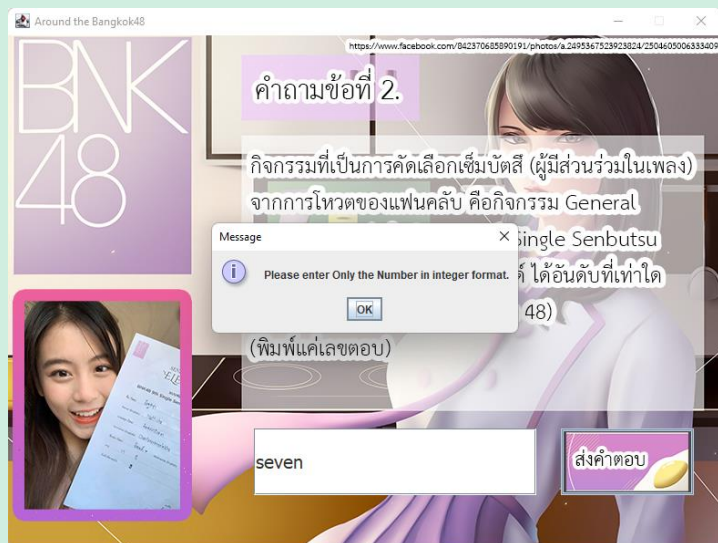 Around the Bangkok48
https://www.facebook.com/842370685890191/photos/a.2495367523923824/2504605006333409
BNK
48
คำถามข้อที่ 2.
กิจกรรมที่เป็นการคัดเลือกเซ็มบัตสึ (ผู้มีส่วนร่วมในเพลง)
จากการโหวตของแฟนคลับ คือกิจกรรม General
Single Senbutsu
ได้อันดับที่เท่าใด
48)
(พิมพ์แค่เลขตอบ)
Message
Please enter Only the Number in integer format.
OK
seven
ส่งคำตอบ